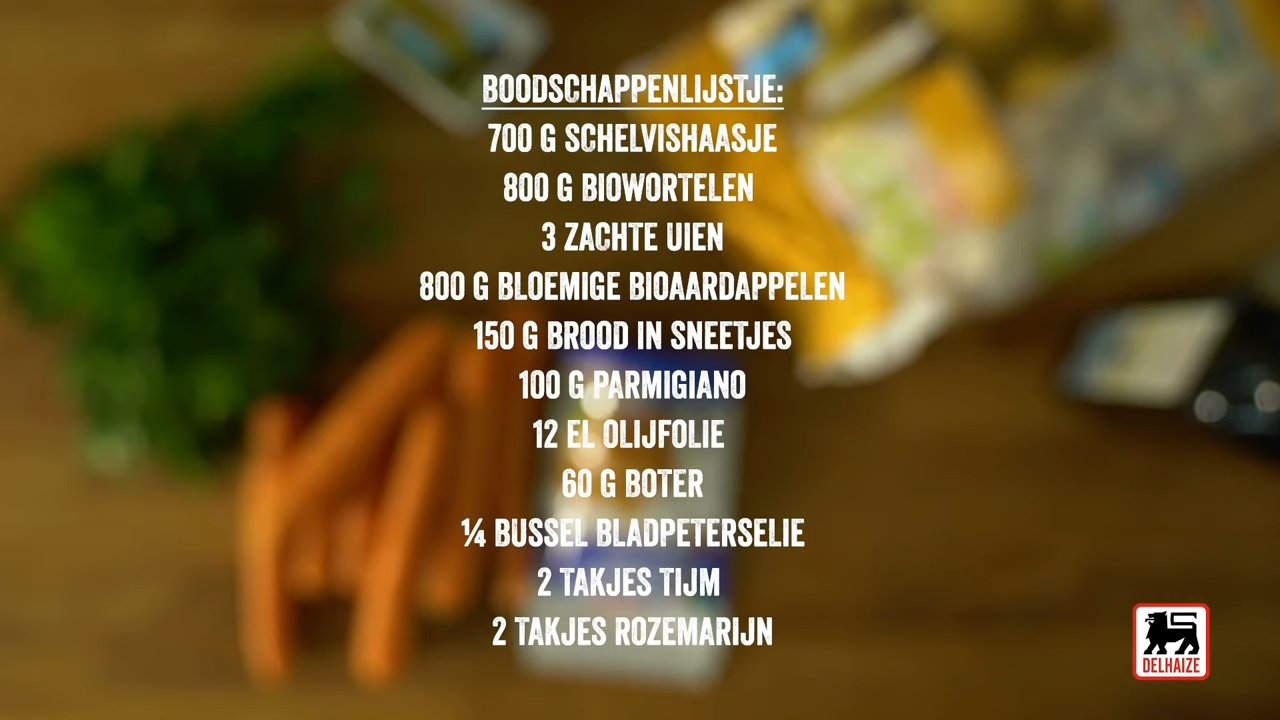 BOODSCHAPPENLIJSTJE:
700 G SCHELVISHAASJE
800 G BIOWORTELEN
3 ZACHTE UIEN
800 G BLOEMIGE BIOAARDAPPELEN
150 G BROOD IN SNEETJES
100 G PARMIGIANO
12 EL OLIJFOLIE
60 G BOTER
¼ BUSSEL BLADPETERSELIE
2 TAKJES TIJM
2 TAKJES ROZEMARIJN
DELHAIZE